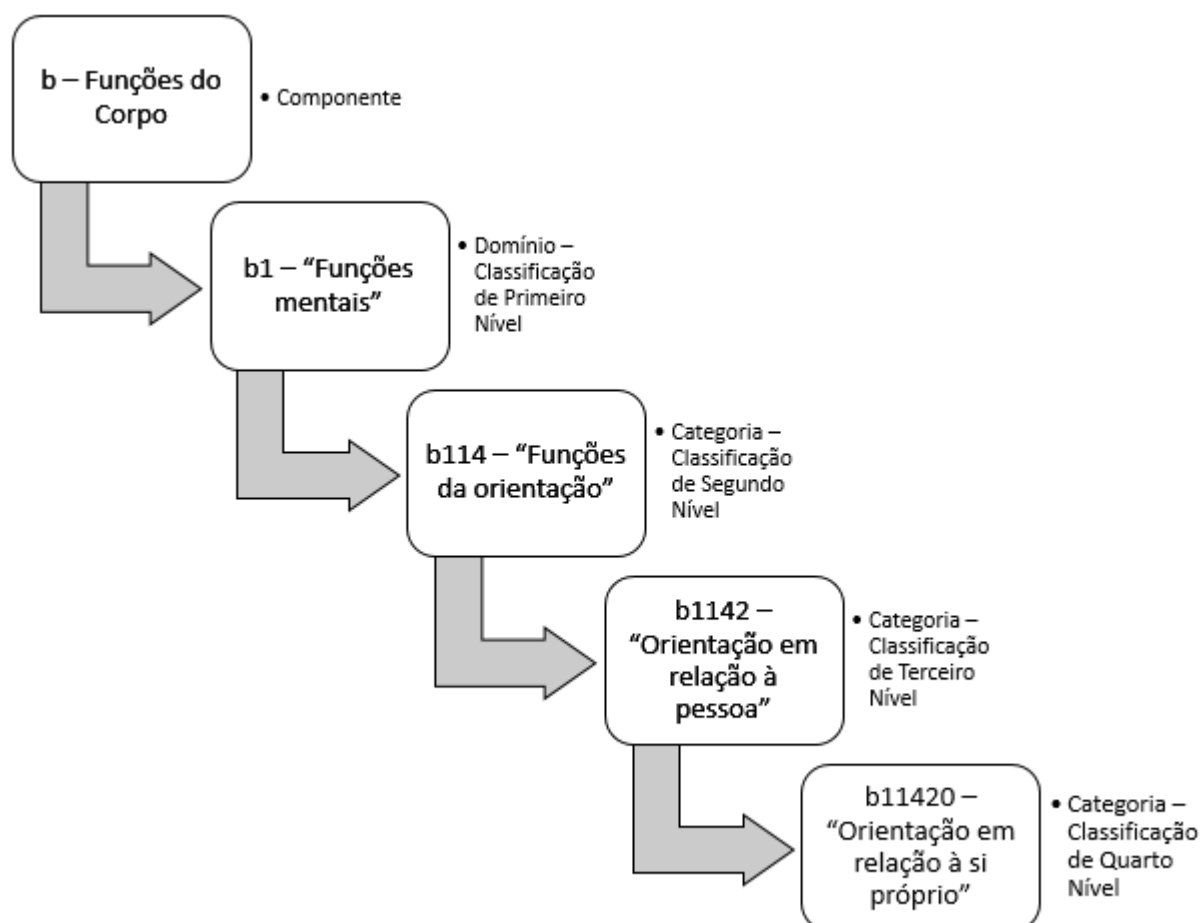 b – Funções do
Corpo
• Componente
b1 – “Funções
mentais”
• Domínio –
Classificação
de Primeiro
Nível
b114 – “Funções
da orientação”
• Categoria –
Classificação
de Segundo
Nível
b1142 –
“Orientação em
relação à
pessoa”
• Categoria –
Classificação
de Terceiro
Nível
b11420 –
“Orientação em
relação à si
próprio”
• Categoria –
Classificação
de Quarto
Nível